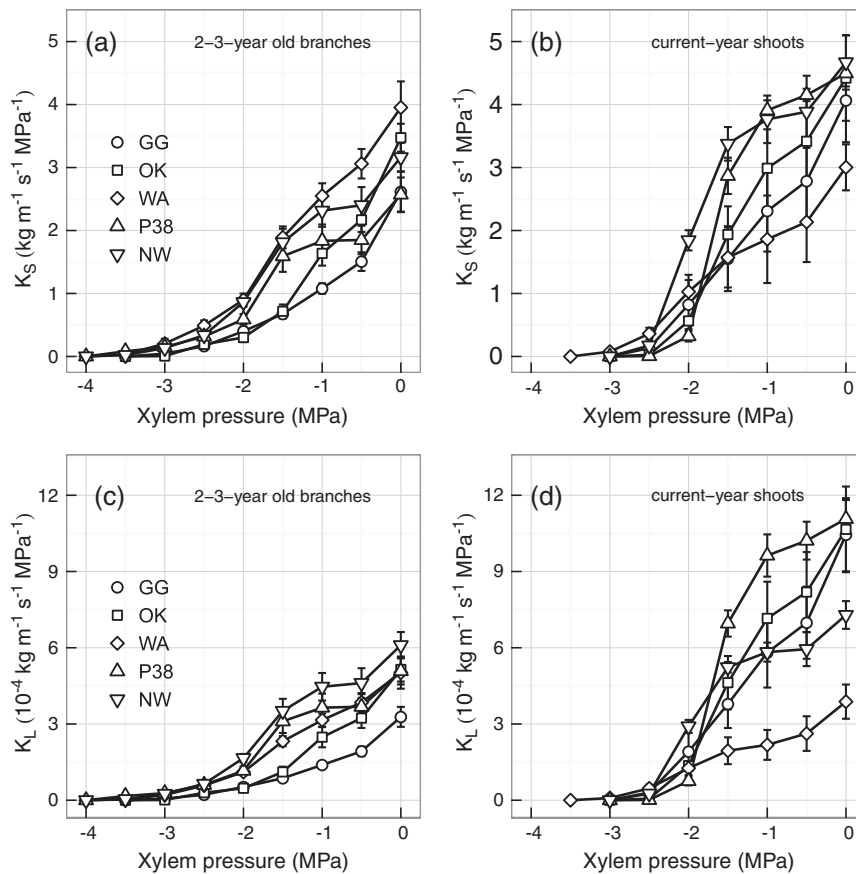 (a) 2–3-year old branches
K_S (kg m⁻¹ s⁻¹ MPa⁻¹)
5
4
3
2
1
0
GG
OK
WA
P38
NW
-4 -3 -2 -1 0
Xylem pressure (MPa)
(b) current-year shoots
K_S (kg m⁻¹ s⁻¹ MPa⁻¹)
5
4
3
2
1
0
-4 -3 -2 -1 0
Xylem pressure (MPa)
(c) 2–3-year old branches
K_L (10⁻⁴ kg m⁻¹ s⁻¹ MPa⁻¹)
12
9
6
3
0
GG
OK
WA
P38
NW
-4 -3 -2 -1 0
Xylem pressure (MPa)
(d) current-year shoots
K_L (10⁻⁴ kg m⁻¹ s⁻¹ MPa⁻¹)
12
9
6
3
0
-4 -3 -2 -1 0
Xylem pressure (MPa)